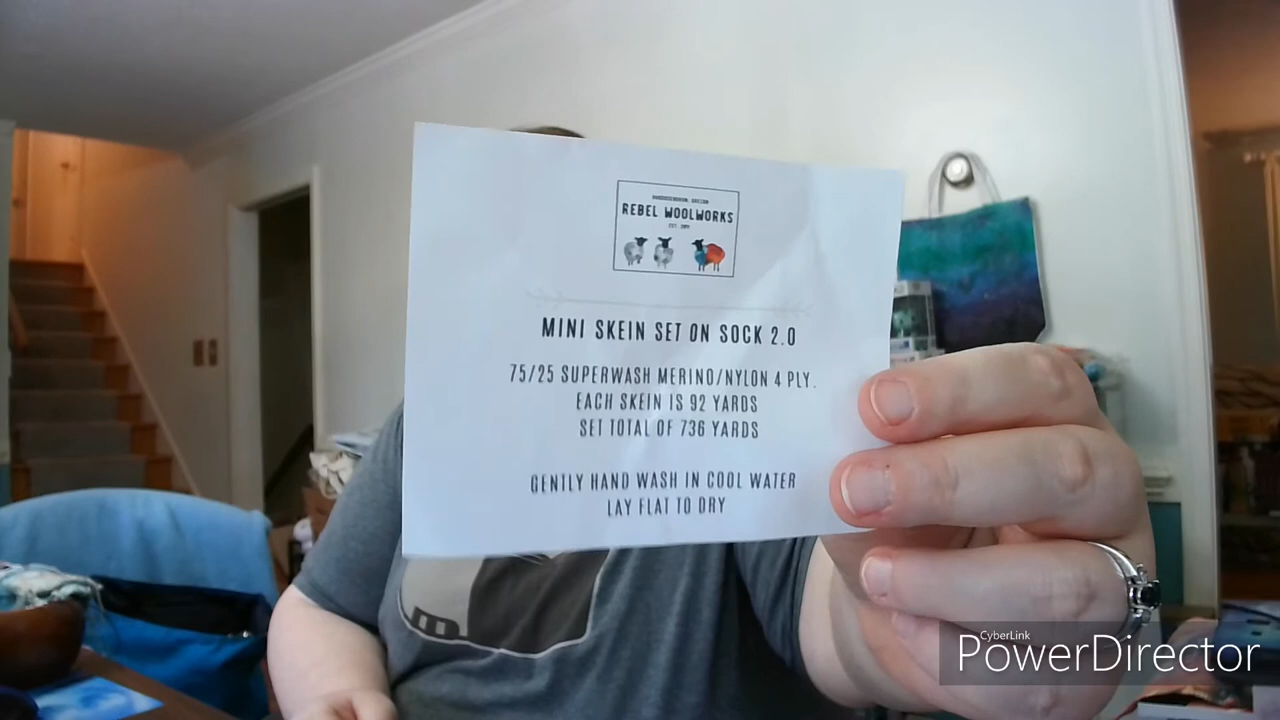 REBEL WOOLWORKS
MINI SKEIN SET ON SOCK 2.0
75/25 SUPERWASH MERINO/NYLON 4 PLY.
EACH SKEIN IS 92 YARDS
SET TOTAL OF 736 YARDS
GENTLY HAND WASH IN COOL WATER
LAY FLAT TO DRY
CyberLink
PowerDirector